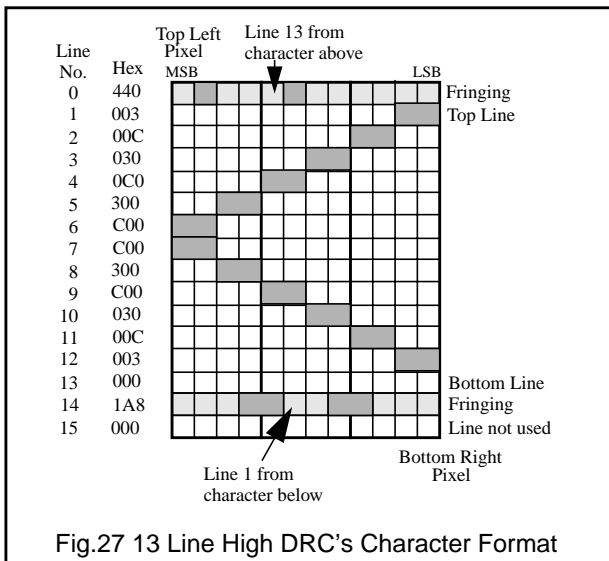 Top Left Pixel
Line 13 from character above
Line No.
Hex
MSB
LSB
0 440 Fringing
1 003 Top Line
2 00C
3 030
4 0C0
5 300
6 C00
7 C00
8 300
9 C00
10 030
11 00C
12 003
13 000 Bottom Line
14 1A8 Fringing
15 000 Line not used
Line 1 from character below
Bottom Right Pixel
Fig.27 13 Line High DRC's Character Format